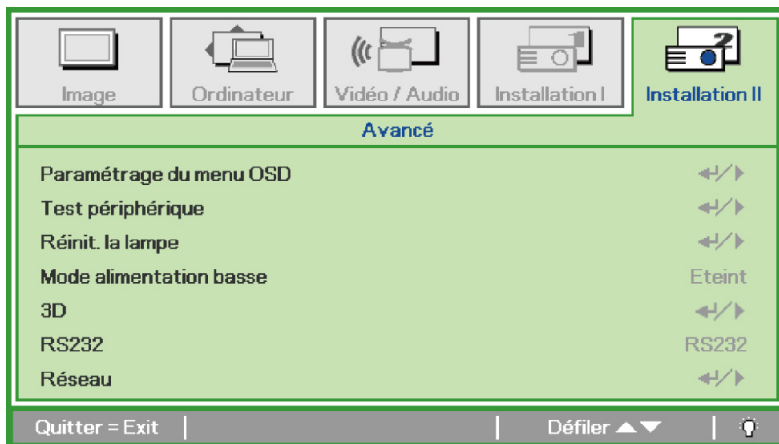 Image
Ordinateur
Vidéo / Audio
Installation I
2
Installation II
Avancé
Paramétrage du menu OSD
Test périphérique
Réinit. la lampe
Mode alimentation basse Eteint
3D
RS232 RS232
Réseau
Quitter = Exit Défiler ▲▼